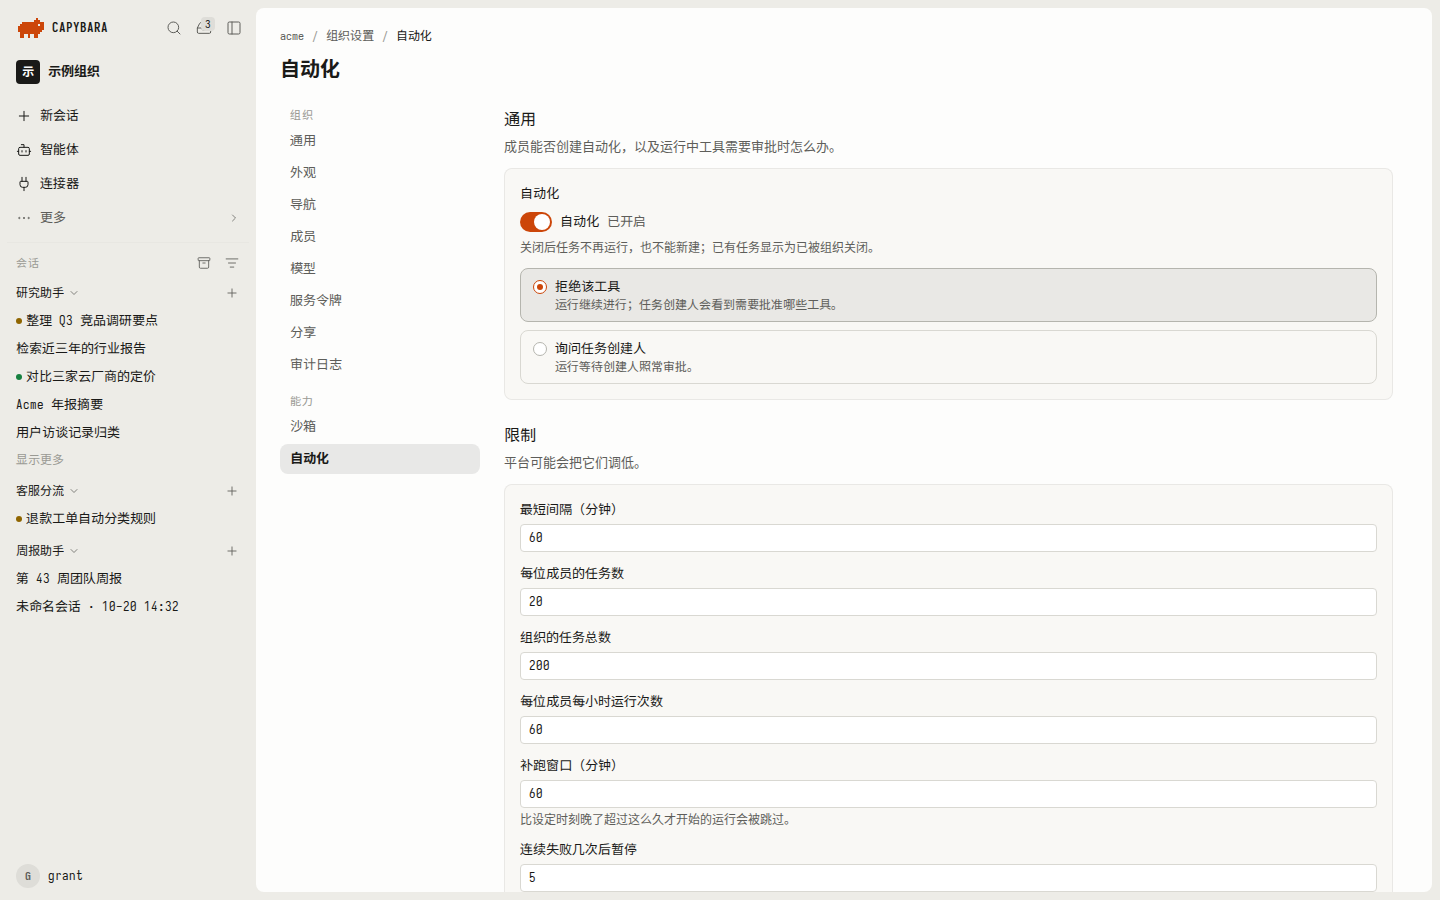 CAPYBARA
3
示 示例组织
新会话
智能体
连接器
更多
会话
研究助手
整理 Q3 竞品调研要点
检索近三年的行业报告
对比三家云厂商的定价
Acme 年报摘要
用户访谈记录归类
显示更多
客服分流
退款工单自动分类规则
周报助手
第 43 周团队周报
未命名会话 · 10-20 14:32
G grant
acme / 组织设置 / 自动化
自动化
组织
通用
外观
导航
成员
模型
服务令牌
分享
审计日志
能力
沙箱
自动化
通用
成员能否创建自动化，以及运行中工具需要审批时怎么办。
自动化
自动化 已开启
关闭后任务不再运行，也不能新建；已有任务显示为已被组织关闭。
拒绝该工具
运行继续进行；任务创建人会看到需要批准哪些工具。
询问任务创建人
运行等待创建人照常审批。
限制
平台可能会把它们调低。
最短间隔（分钟）
60
每位成员的任务数
20
组织的任务总数
200
每位成员每小时运行次数
60
补跑窗口（分钟）
60
比设定时刻晚了超过这么久才开始的运行会被跳过。
连续失败几次后暂停
5